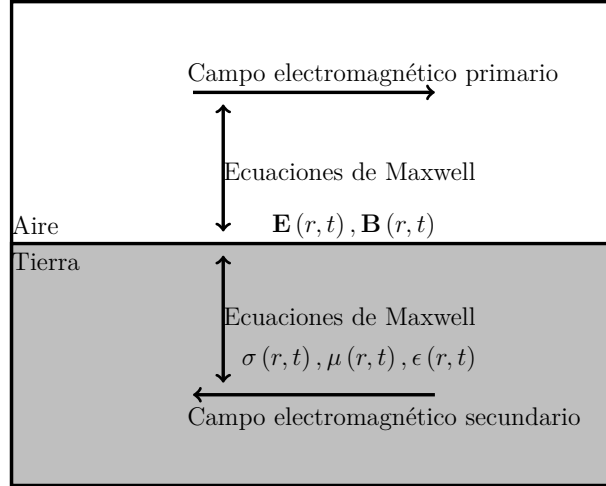 Campo electromagnético primario
Ecuaciones de Maxwell
Aire
E (r, t) , B (r, t)
Tierra
Ecuaciones de Maxwell
σ (r, t) , μ (r, t) , ϵ (r, t)
Campo electromagnético secundario